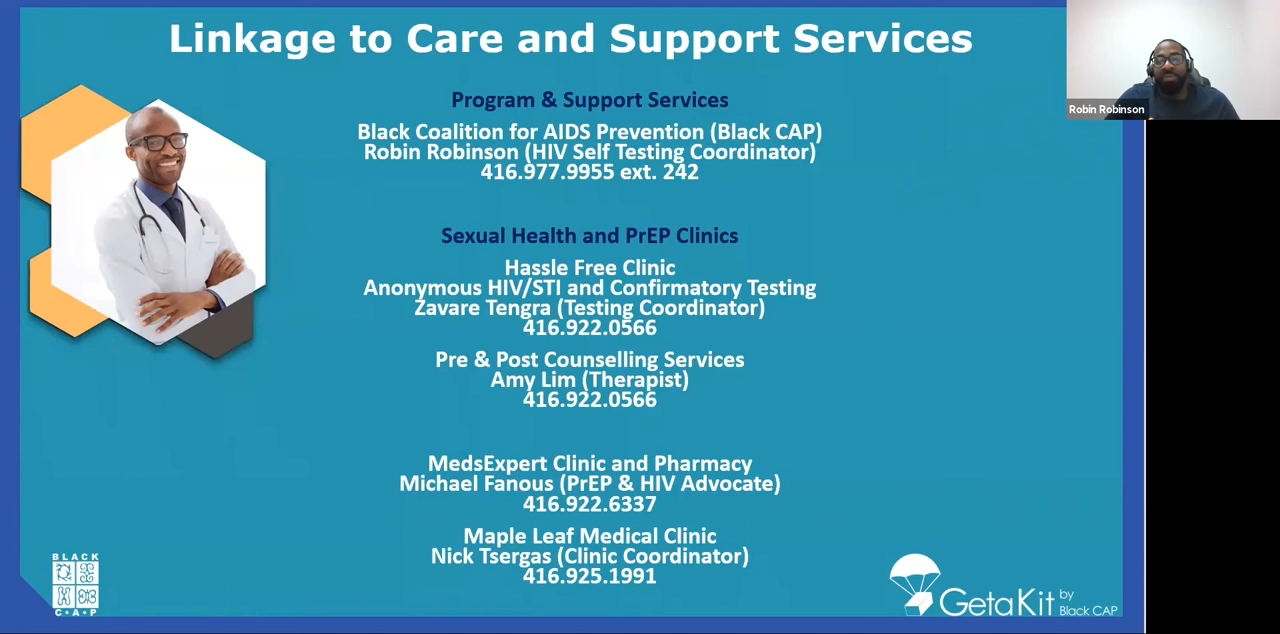 Linkage to Care and Support Services
Robin Robinson
Program & Support Services
Black Coalition for AIDS Prevention (Black CAP)
Robin Robinson (HIV Self Testing Coordinator)
416.977.9955 ext. 242
Sexual Health and PrEP Clinics
Hassle Free Clinic
Anonymous HIV/STI and Confirmatory Testing
Zavare Tengra (Testing Coordinator)
416.922.0566
Pre & Post Counselling Services
Amy Lim (Therapist)
416.922.0566
MedsExpert Clinic and Pharmacy
Michael Fanous (PrEP & HIV Advocate)
416.922.6337
Maple Leaf Medical Clinic
Nick Tsergas (Clinic Coordinator)
416.925.1991
BLACK
C•A•P
GetaKit by
Black CAP